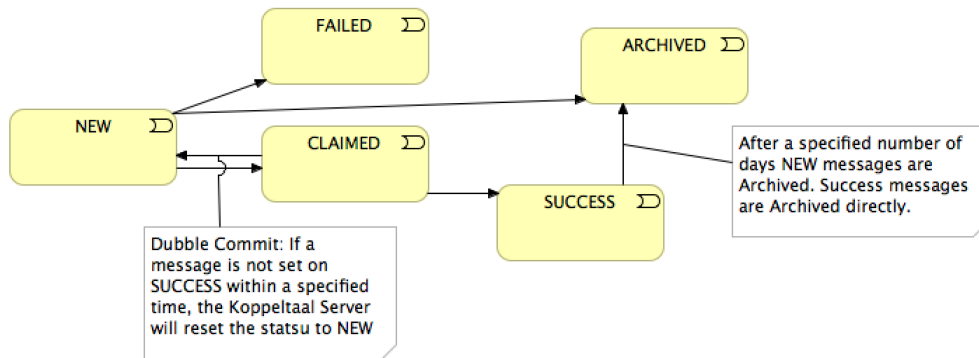 FAILED
ARCHIVED
NEW
CLAIMED
SUCCESS
After a specified number of
days NEW messages are
Archived. Success messages
are Archived directly.
Dubble Commit: If a
message is not set on
SUCCESS within a specified
time, the Koppeltaal Server
will reset the statsu to NEW